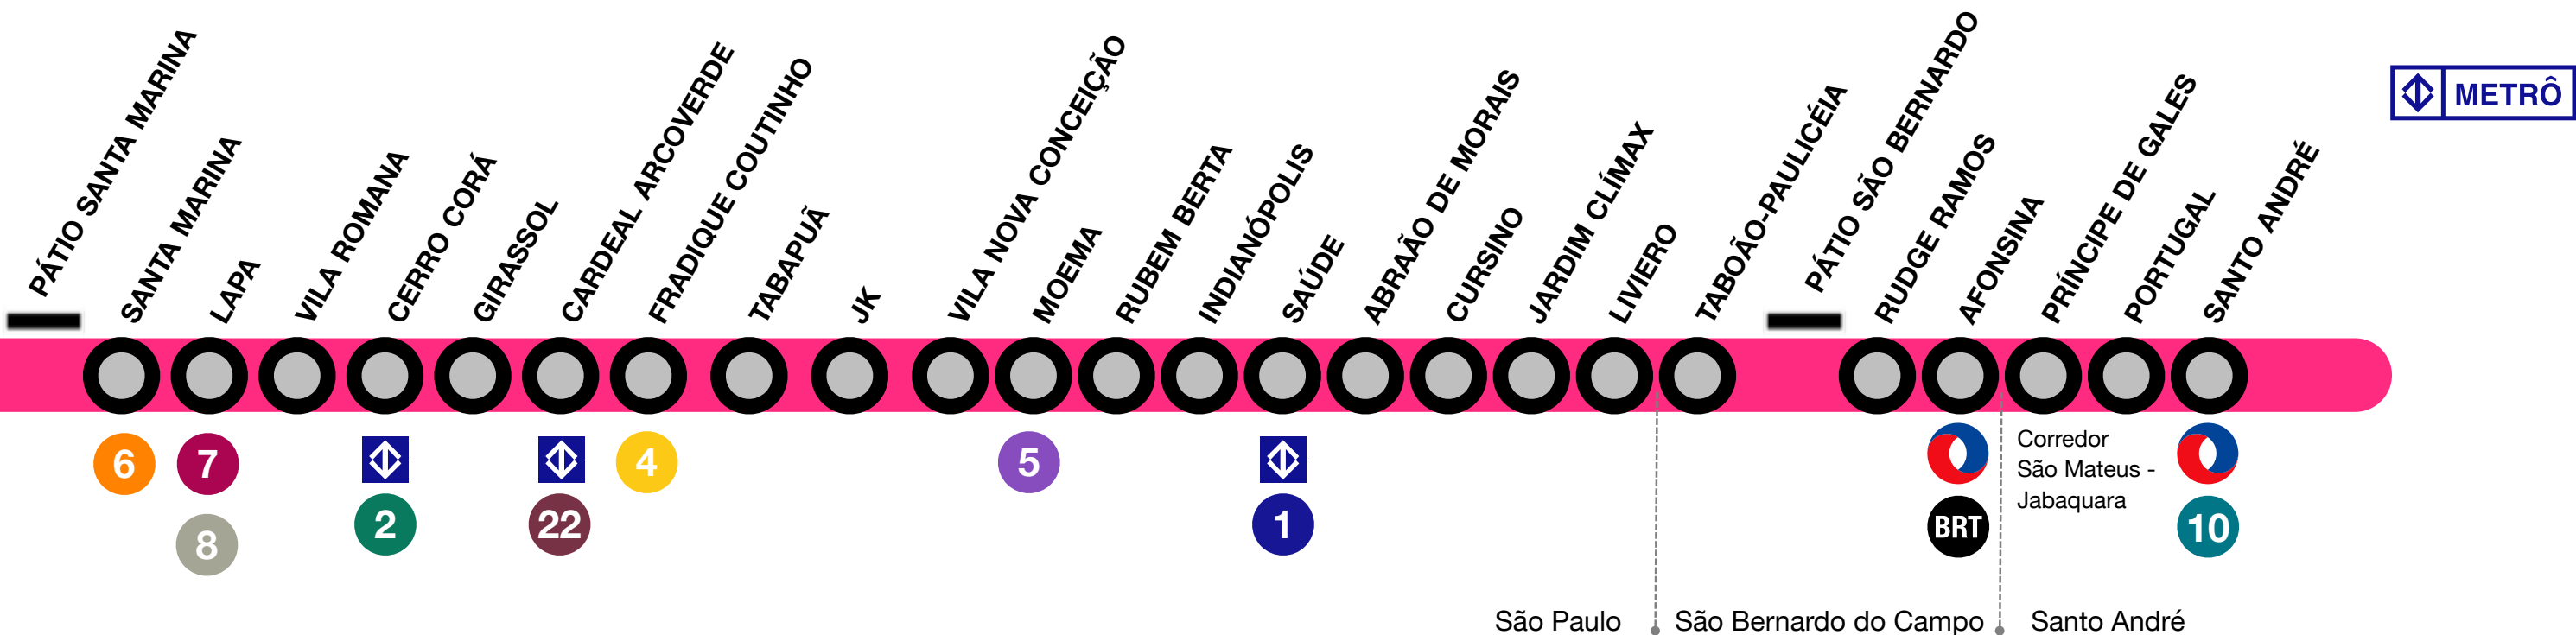 PÁTIO SANTA MARINA
SANTA MARINA
LAPA
VILA ROMANA
CERRO CORÁ
GIRASSOL
CARDEAL ARCOVERDE
FRADIQUE COUTINHO
TABAPUÃ
JK
VILA NOVA CONCEIÇÃO
MOEMA
RUBEM BERTA
INDIANÓPOLIS
SAÚDE
ABRAÃO DE MORAIS
CURSINO
JARDIM CLÍMAX
LIVIERO
TABOÃO-PAULICÉIA
PÁTIO SÃO BERNARDO
RUDGE RAMOS
AFONSINA
PRÍNCIPE DE GALES
PORTUGAL
SANTO ANDRÉ
METRÔ
6
7
8
2
22
4
5
1
BRT
Corredor
São Mateus -
Jabaquara
10
São Paulo
São Bernardo do Campo
Santo André